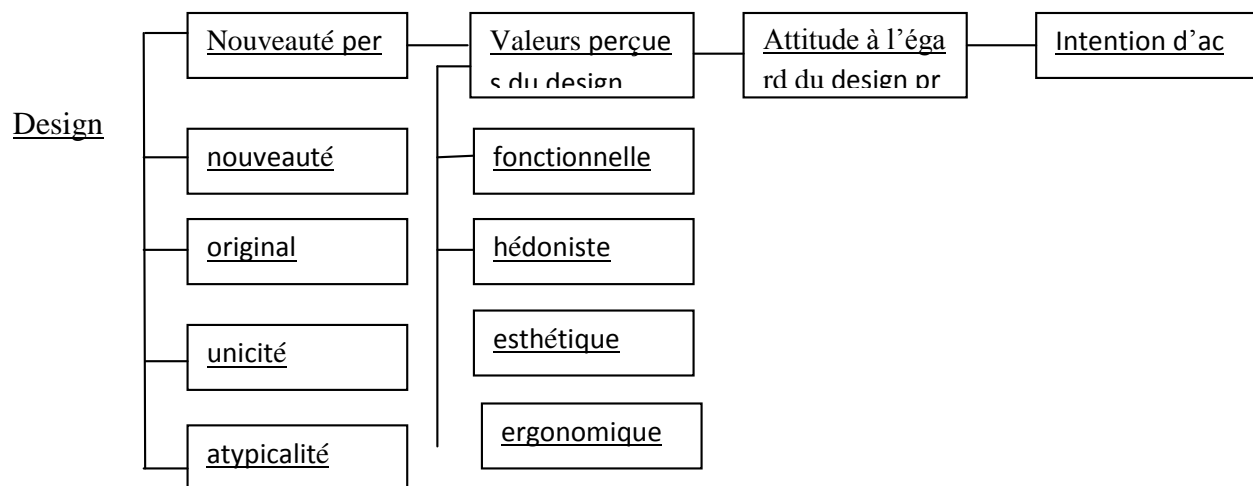 Nouveauté per
Valeurs perçue
s du design
Attitude à l'éga
rd du design pr
Intention d'ac
Design
nouveauté
fonctionnelle
original
hédoniste
unicité
esthétique
atypicalité
ergonomique